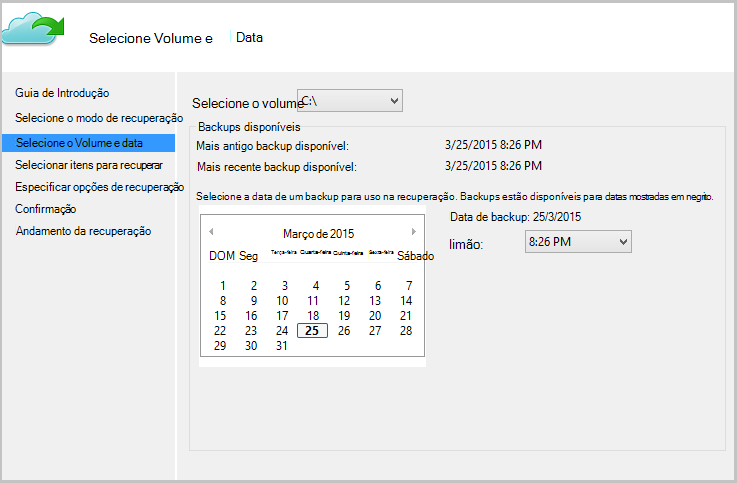 Selecione Volume e Data
Guia de Introdução
Selecione o modo de recuperação
Selecione o Volume e data
Selecionar itens para recuperar
Especificar opções de recuperação
Confirmação
Andamento da recuperação
Selecione o volume C:\
Backups disponíveis
Mais antigo backup disponível: 3/25/2015 8:26 PM
Mais recente backup disponível: 3/25/2015 8:26 PM
Selecione a data de um backup para uso na recuperação. Backups estão disponíveis para datas mostradas em negrito.
Março de 2015
DOM Seg Terça-feira Quarta-feira Quinta-feira Sexta-feira Sábado
1 2 3 4 5 6 7
8 9 10 11 12 13 14
15 16 17 18 19 20 21
22 23 24 25 26 27 28
29 30 31
Data de backup: 25/3/2015
limão: 8:26 PM